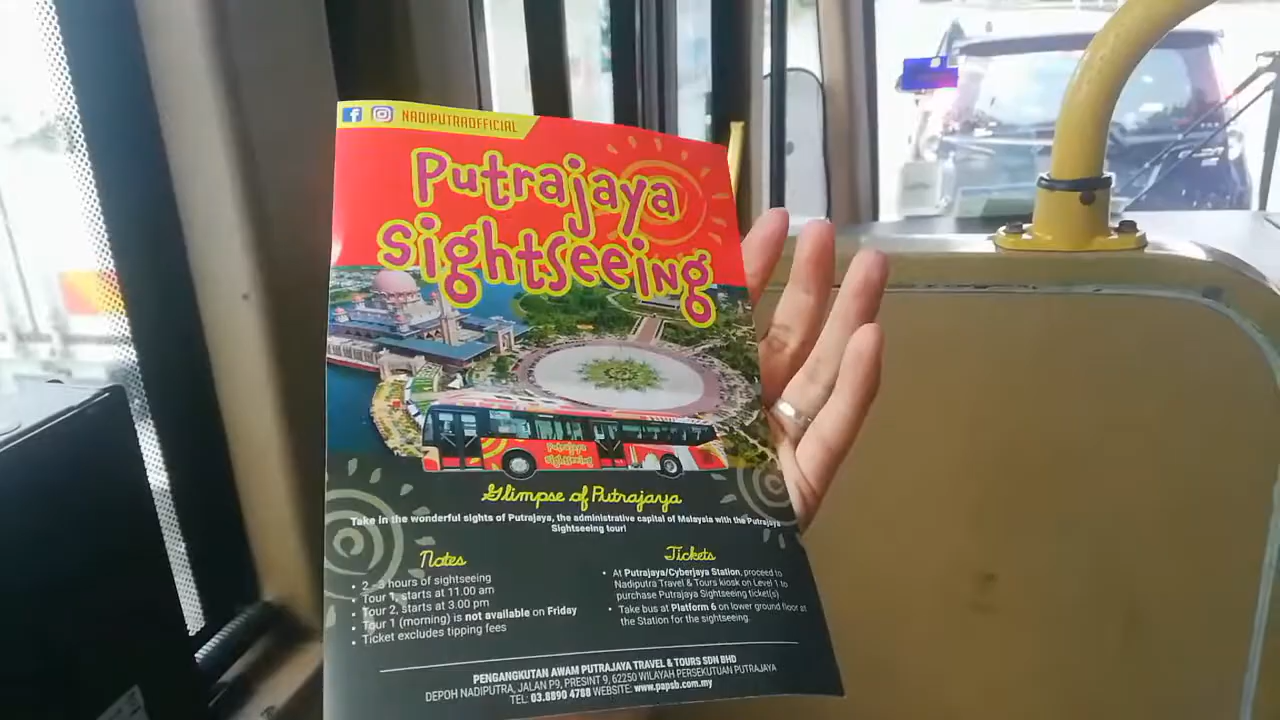 NADIPUTRAOFFICIAL
Putrajaya
Sightseeing
Putrajaya
Sightseeing
Glimpse of Putrajaya
Take in the wonderful sights of Putrajaya, the administrative capital of Malaysia with the Putrajaya
Sightseeing tour!
Notes
• 2 -3 hours of sightseeing
• Tour 1, starts at 11.00 am
• Tour 2, starts at 3.00 pm
• Tour 1 (morning) is not available on Friday
• Ticket excludes tipping fees
Tickets
• At Putrajaya/Cyberjaya Station, proceed to
Nadiputra Travel & Tours kiosk on Level 1 to
purchase Putrajaya Sightseeing ticket(s)
• Take bus at Platform 6 on lower ground floor at
the Station for the sightseeing.
PENGANGKUTAN AWAM PUTRAJAYA TRAVEL & TOURS SDN BHD
DEPOH NADIPUTRA, JALAN P9, PRESINT 9, 62250 WILAYAH PERSEKUTUAN PUTRAJAYA
TEL: 03.8890 4788 WEBSITE: www.papsb.com.my